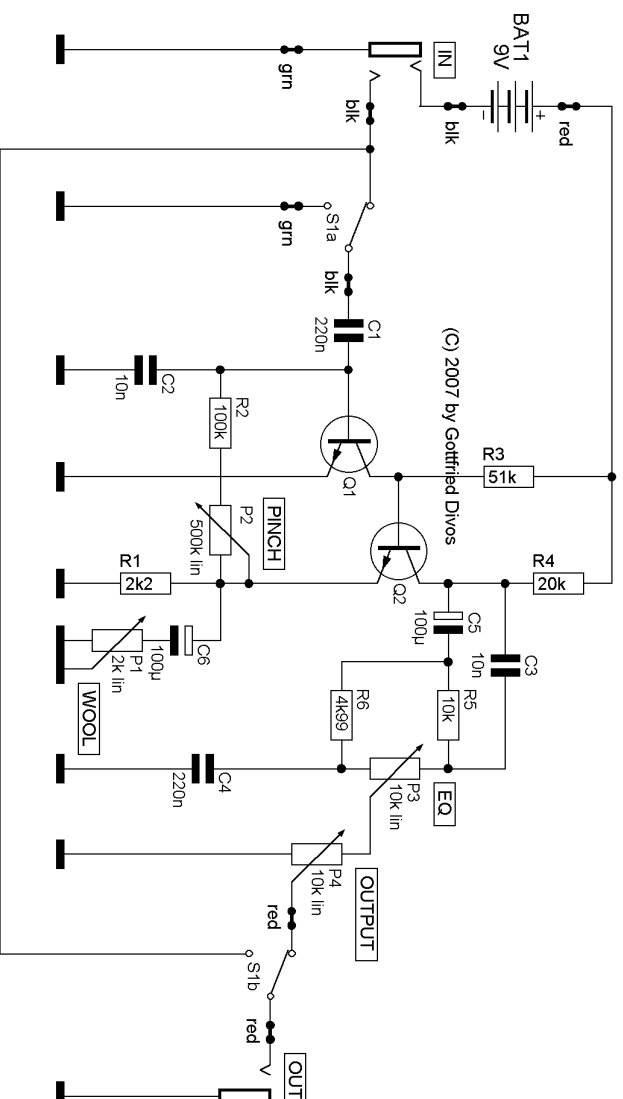 BAT1
9V
IN
red
blk
grn
blk
S1a
grn
blk
C1
220n
(C) 2007 by Gottfried Divos
C2
10n
R2
100k
Q1
R3
51k
PINCH
P2
500k lin
R1
2k2
Q2
R4
20k
C5
100µ
C3
10n
C6
100µ
P1
2k lin
WOOL
R6
4k99
R5
10k
C4
220n
P3
10k lin
EQ
P4
10k lin
OUTPUT
red
S1b
red
OUT